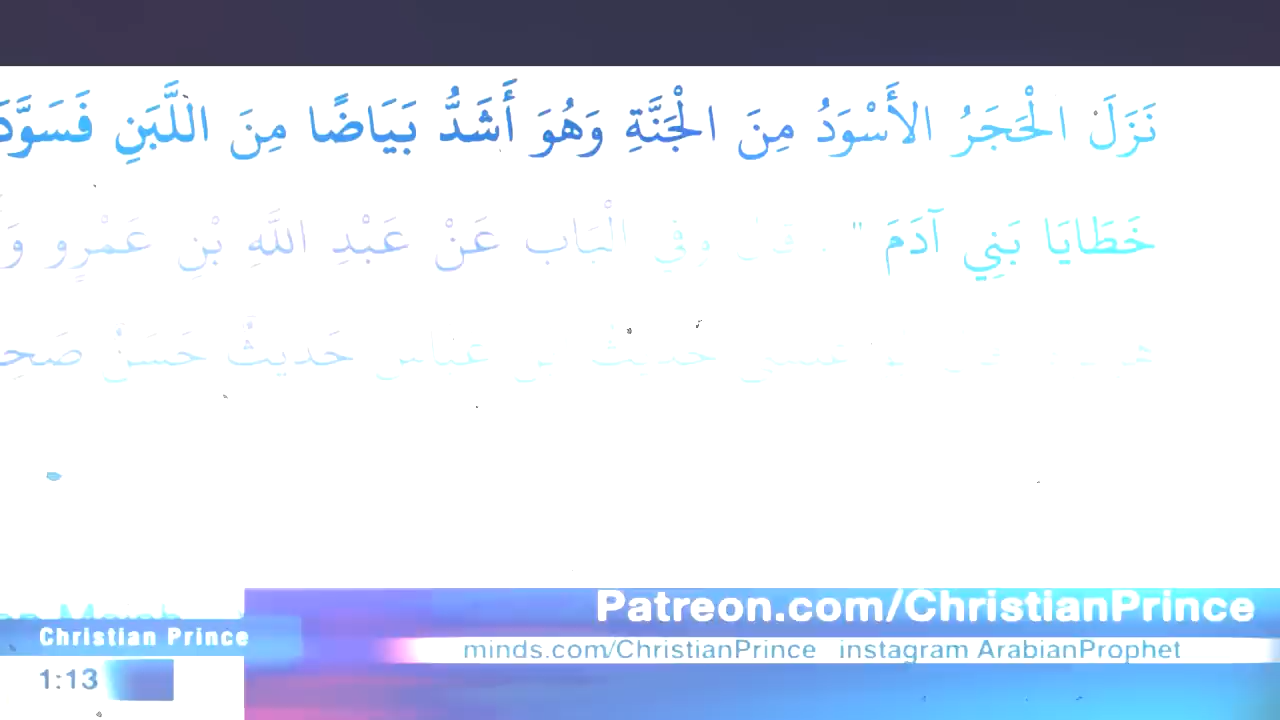 نَزَلَ الْحَجَرُ الأَسْوَدُ مِنَ الْجَنَّةِ وَهُوَ أَشَدُّ بَيَاضًا مِنَ اللَّبَنِ فَسَوَّدَ
خَطَايَا بَنِي آدَمَ " . قَالَ وَفِي الْبَابِ عَنْ عَبْدِ اللَّهِ بْنِ عَمْرٍو
حَدِيثُ عَبَّاسٍ حَدِيثٌ حَسَنٌ
Patreon.com/ChristianPrince
Christian Prince
minds.com/ChristianPrince instagram ArabianProphet
1:13